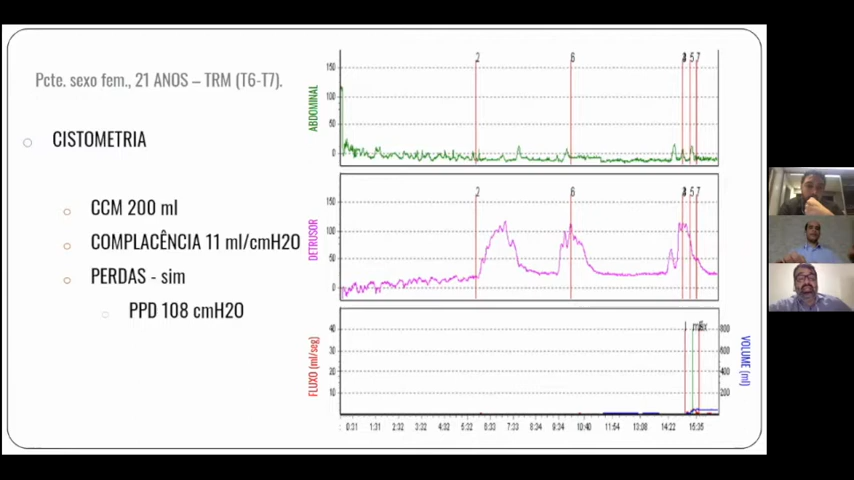 Pcte. sexo fem., 21 ANOS – TRM (T6-T7).
CISTOMETRIA
CCM 200 ml
COMPLACÊNCIA 11 ml/cmH2O
PERDAS - sim
PPD 108 cmH2O
ABDOMINAL
150
100
50
0
2
6
5
7
DETRUSOR
150
100
50
0
2
6
5
7
FLUXO (ml/seg)
40
30
20
10
800
600
400
200
VOLUME (ml)
0:31 1:31 2:32 3:32 4:32 5:32 6:33 7:33 8:34 9:34 10:40 11:54 13:08 14:22 15:35